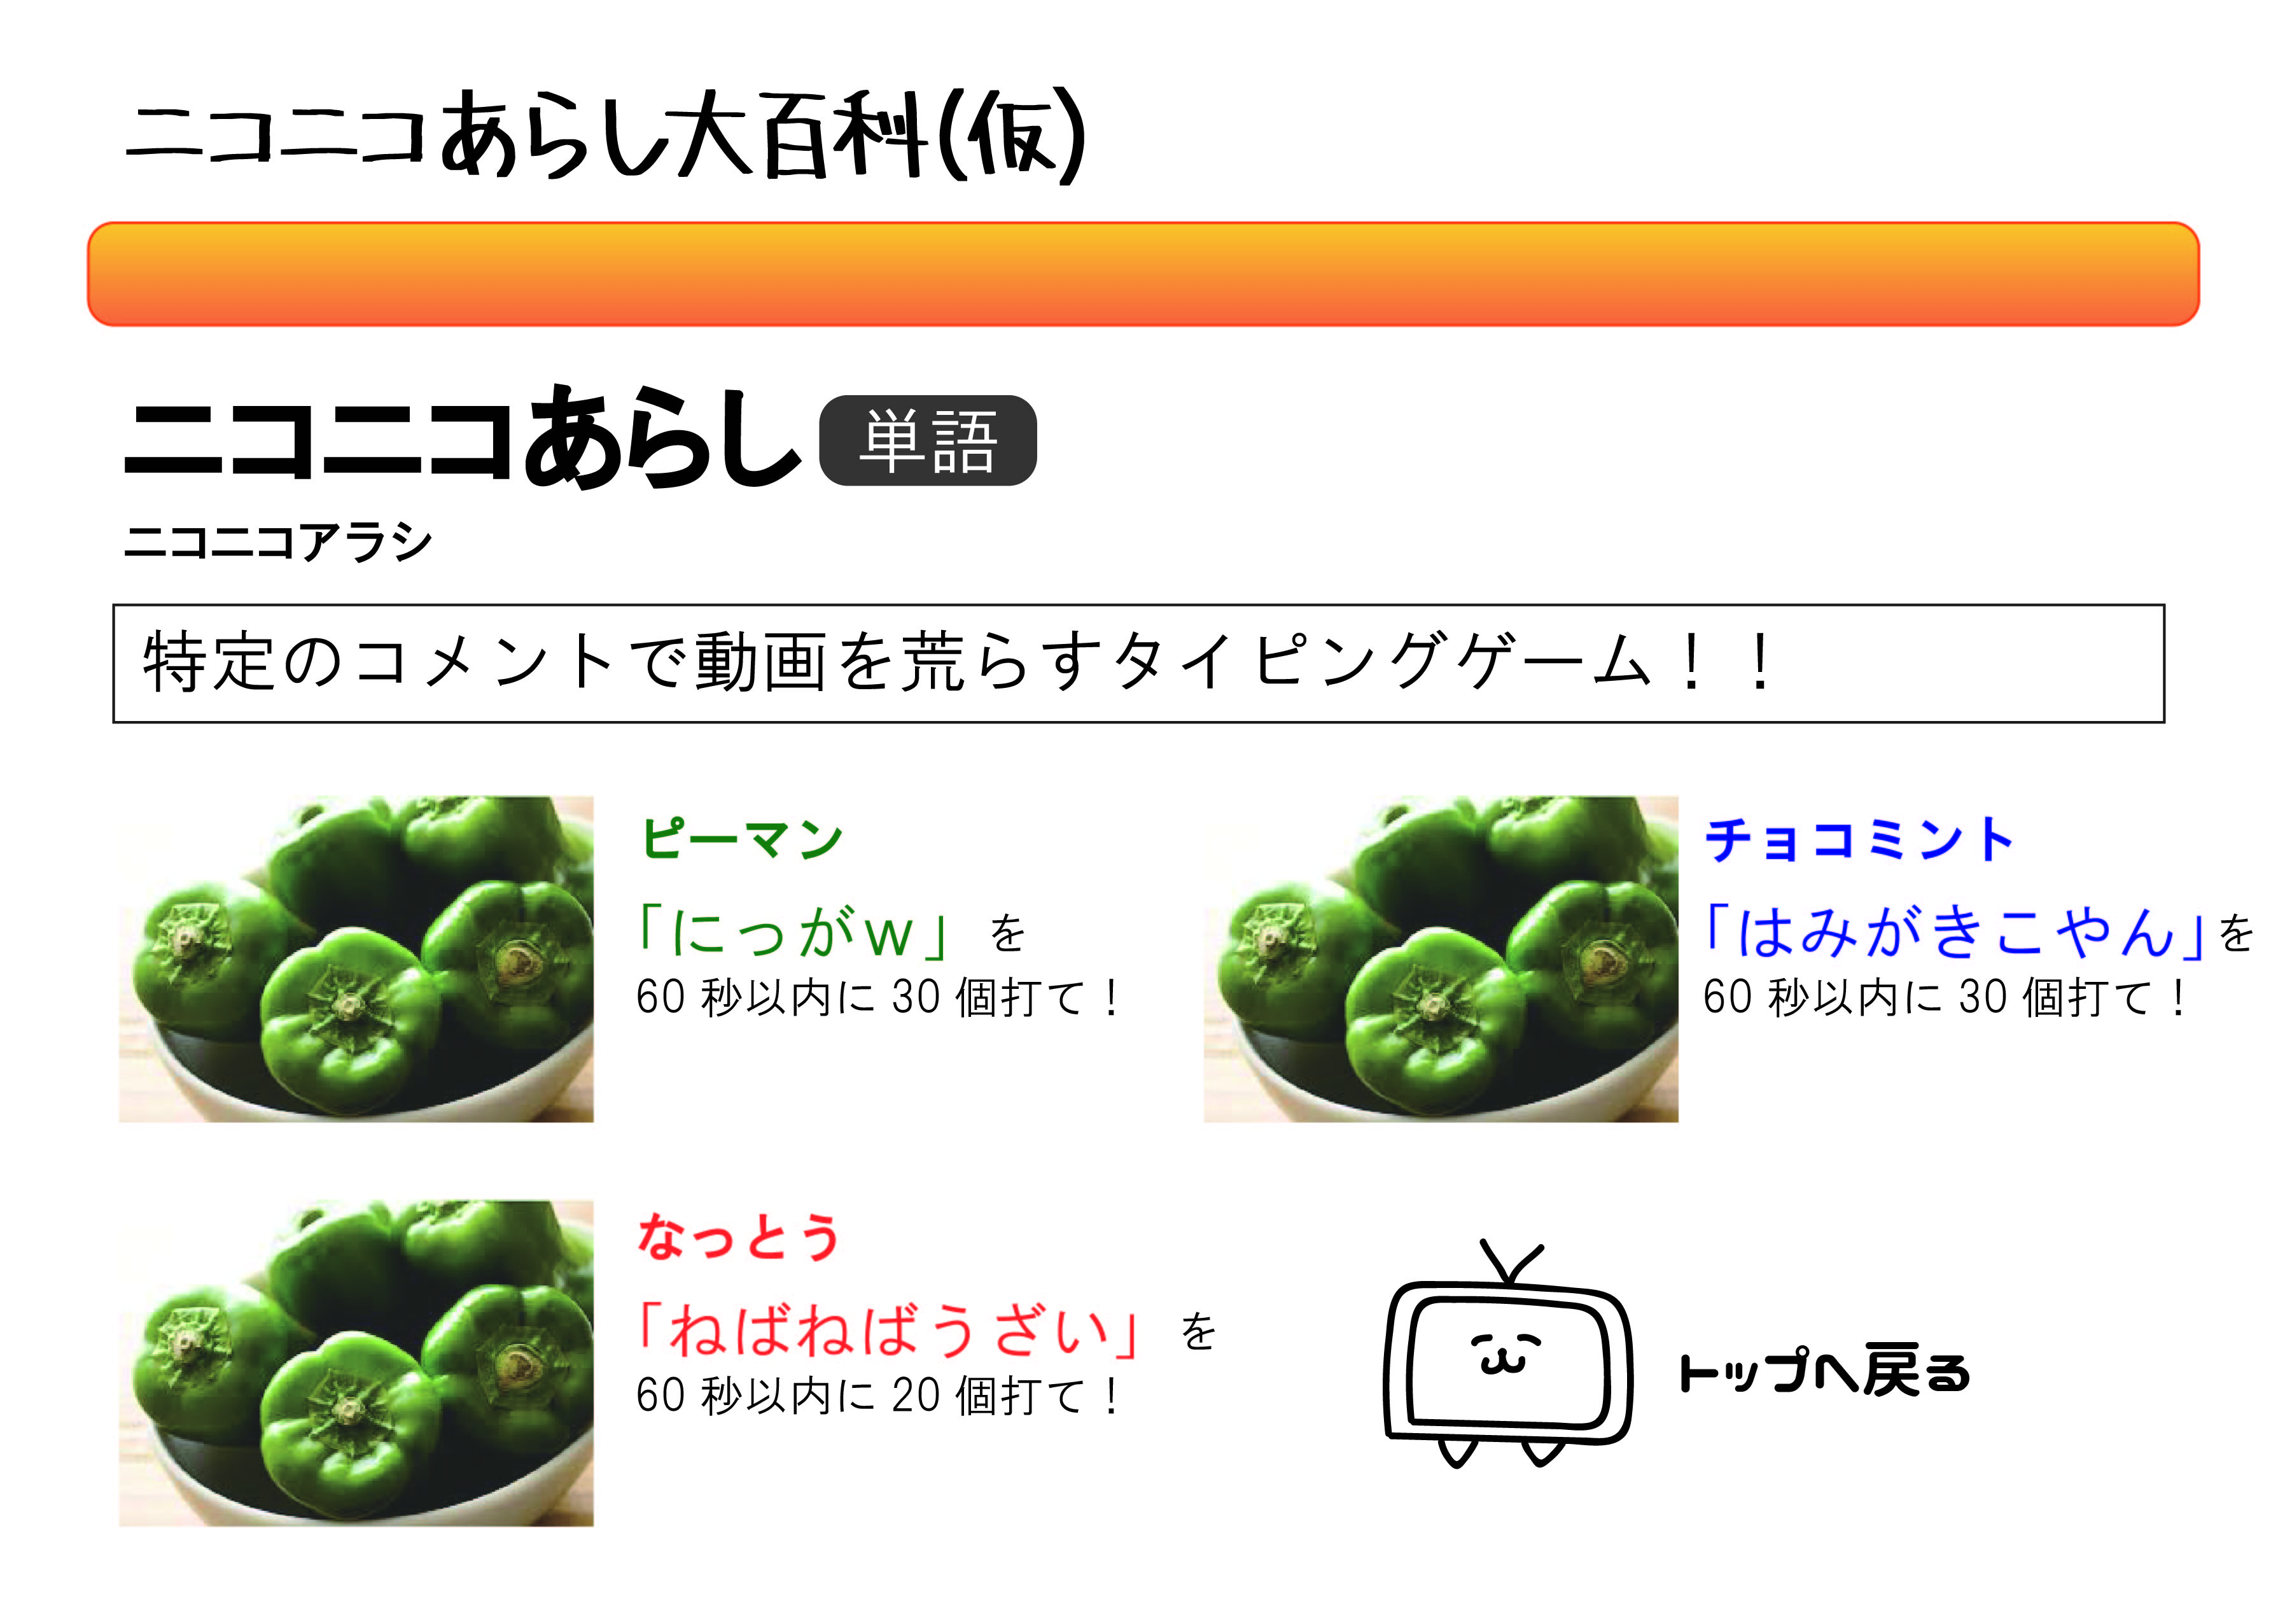 ニコニコあらし大百科(仮)
ニコニコあらし 単語
ニコニコアラシ
特定のコメントで動画を荒らすタイピングゲーム！！
ピーマン
「にっがｗ」を
60 秒以内に 30 個打て！
チョコミント
「はみがきこやん」を
60 秒以内に 30 個打て！
なっとう
「ねばねばうざい」を
60 秒以内に 20 個打て！
トップへ戻る